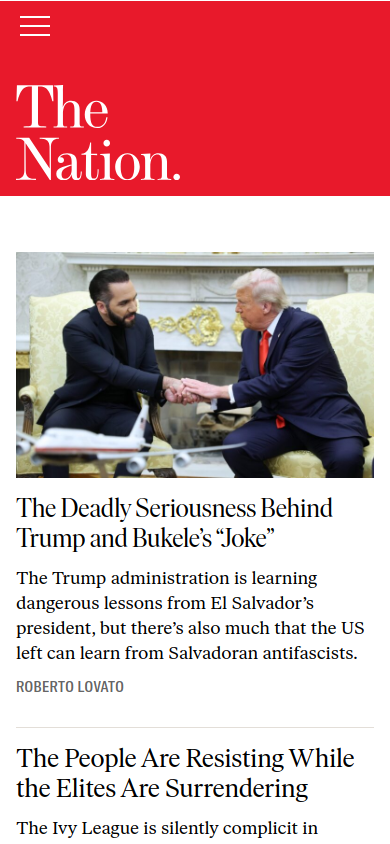 The
Nation.
The Deadly Seriousness Behind
Trump and Bukele’s “Joke”
The Trump administration is learning
dangerous lessons from El Salvador’s
president, but there’s also much that the US
left can learn from Salvadoran antifascists.
ROBERTO LOVATO
The People Are Resisting While
the Elites Are Surrendering
The Ivy League is silently complicit in